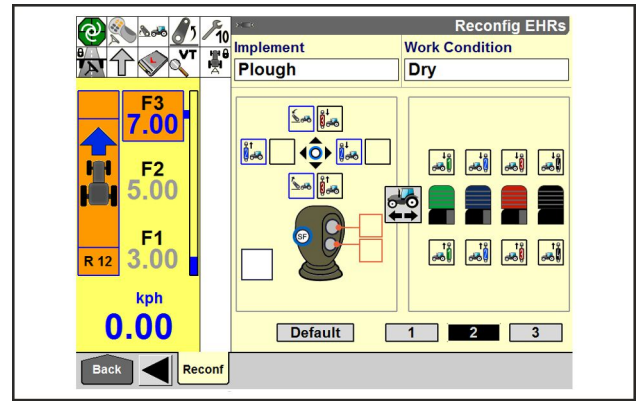 10
Reconfig EHRs
Implement
Work Condition
Plough
Dry
A
VT
F3
7.00
F2
5.00
F1
3.00
R 12
kph
0.00
SF
Default
1
2
3
Back
Reconf